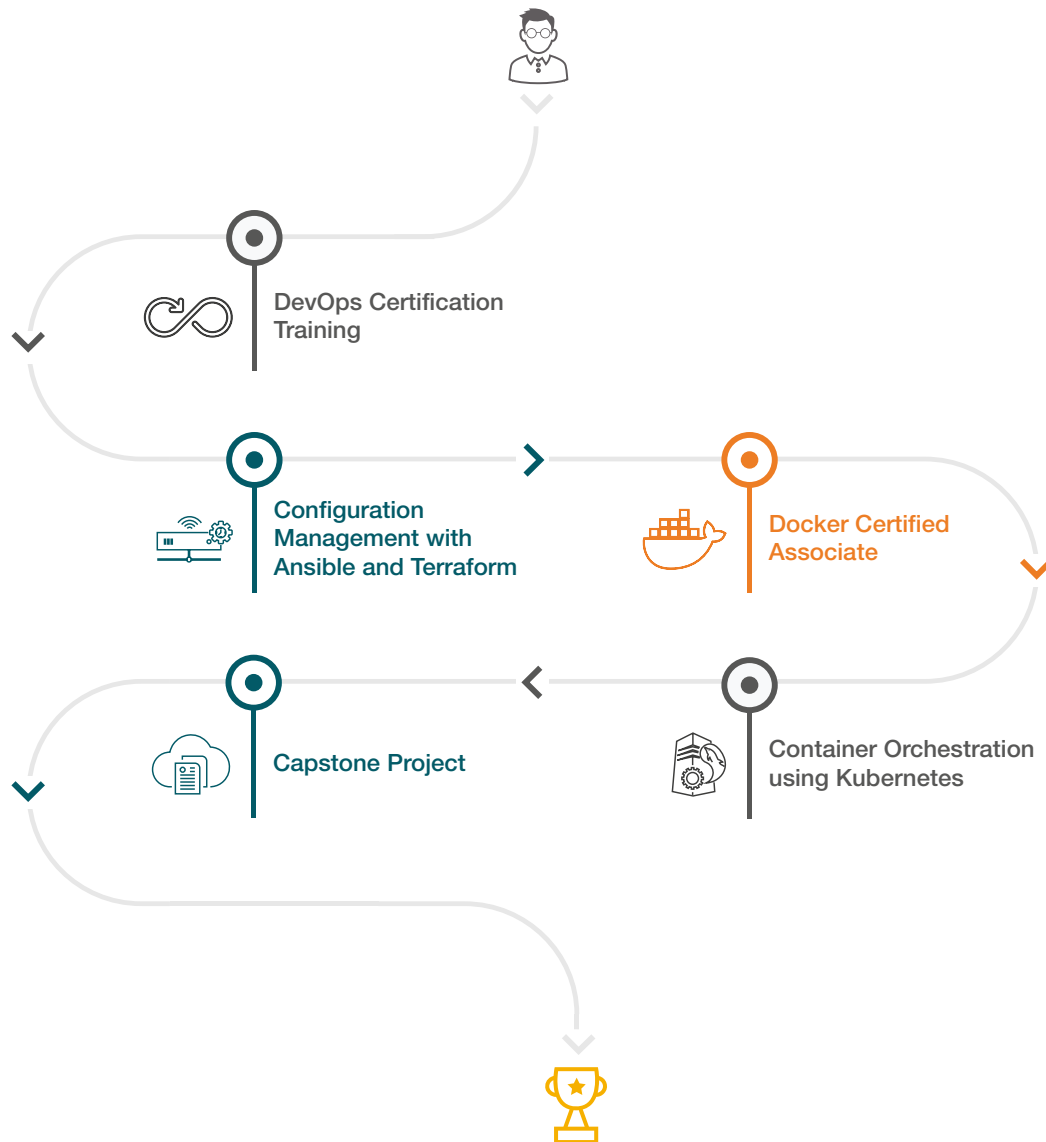 DevOps Certification
Training
Configuration
Management with
Ansible and Terraform
Docker Certified
Associate
Container Orchestration
using Kubernetes
Capstone Project